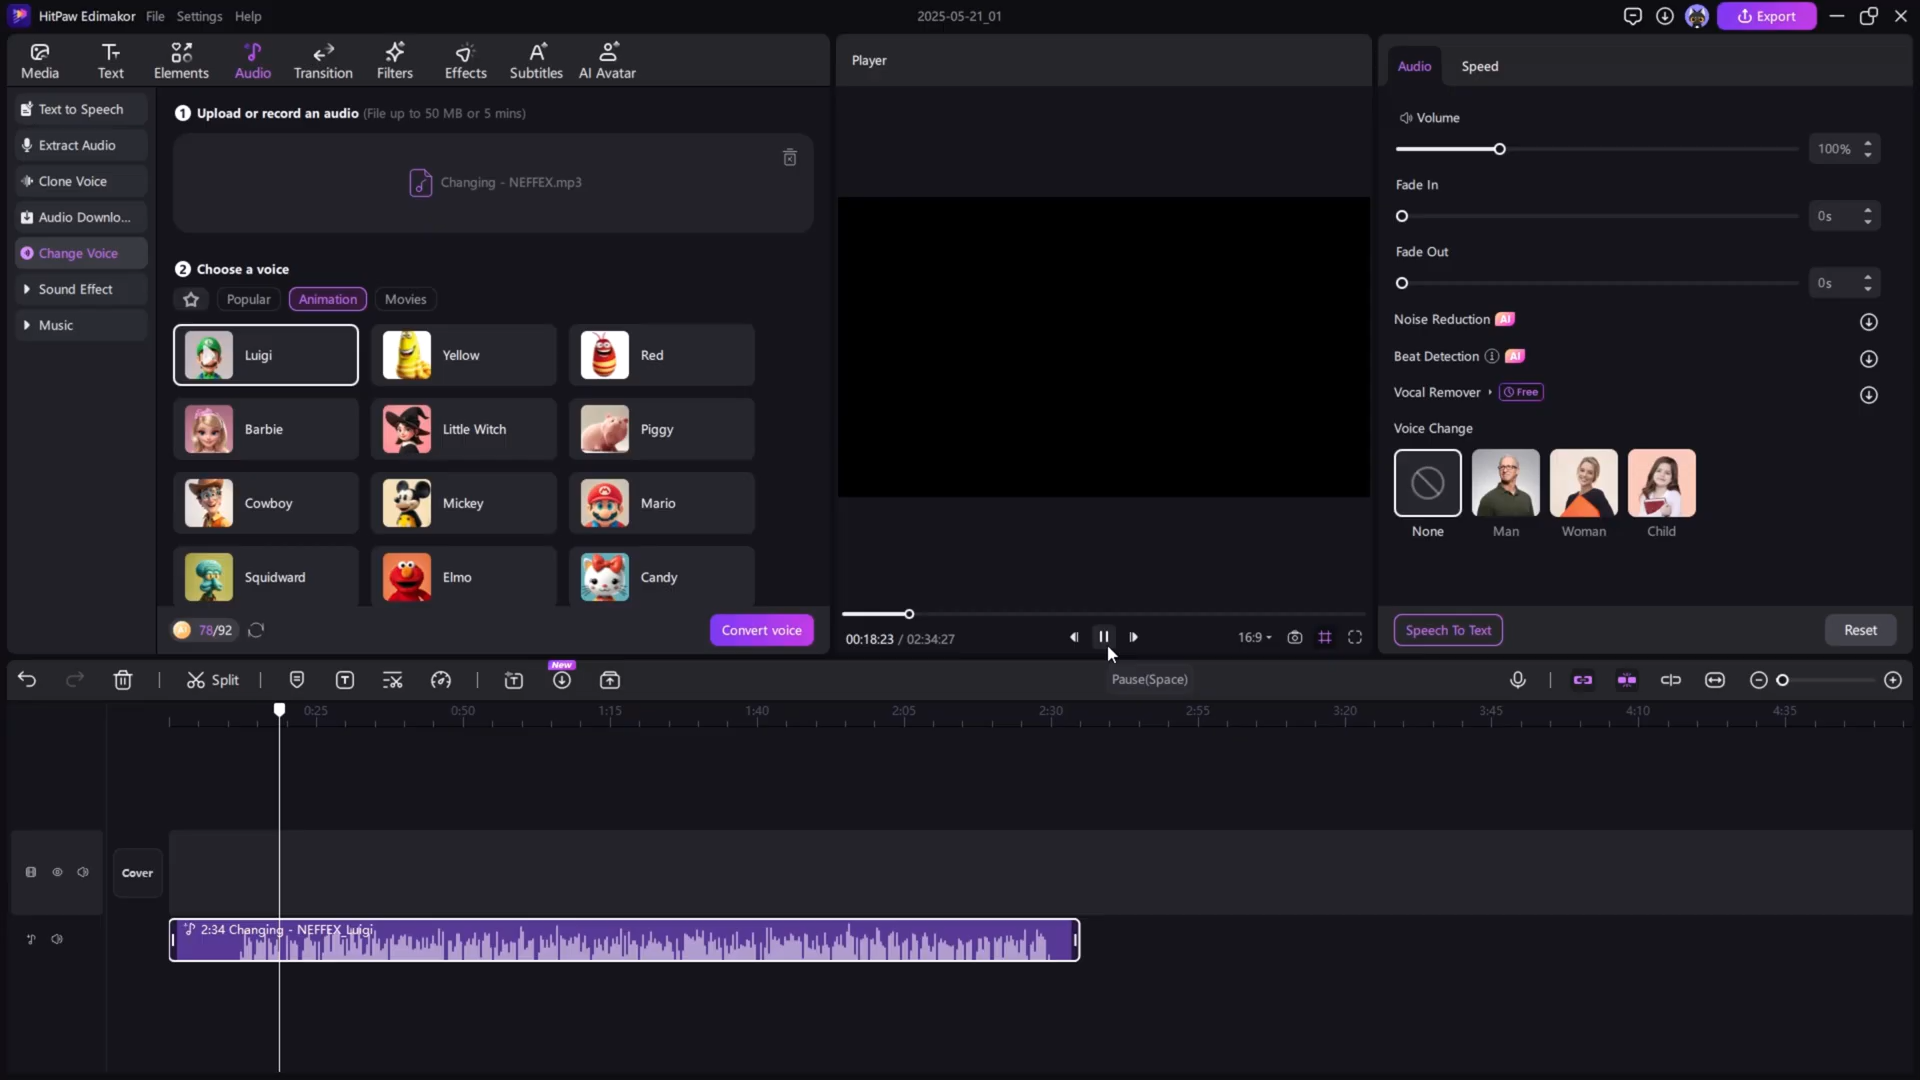 HitPaw Edimakor File Settings Help
2025-05-21_01
Export
Media Text Elements Audio Transition Filters Effects Subtitles AI Avatar
Text to Speech
Extract Audio
Clone Voice
Audio Downlo...
Change Voice
Sound Effect
Music
1 Upload or record an audio (File up to 50 MB or 5 mins)
Changing - NEFFEX.mp3
2 Choose a voice
Popular Animation Movies
Luigi Yellow Red
Barbie Little Witch Piggy
Cowboy Mickey Mario
Squidward Elmo Candy
78/92 Convert voice
Player
00:18:23 / 02:34:27
16:9
Pause(Space)
Audio Speed
Volume
100%
Fade In
0s
Fade Out
0s
Noise Reduction AI
Beat Detection AI
Vocal Remover Free
Voice Change
None Man Woman Child
Speech To Text Reset
Split
New
0:25 0:50 1:15 1:40 2:05 2:30 2:55 3:20 3:45 4:10 4:35
Cover
2:34 Changing - NEFFEX_Luigi